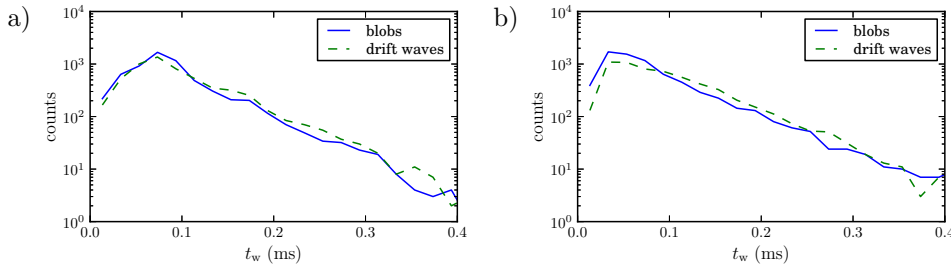 a)
10^4
10^3
10^2
10^1
10^0
counts
blobs
drift waves
0.0 0.1 0.2 0.3 0.4
t_w (ms)
b)
10^4
10^3
10^2
10^1
10^0
counts
blobs
drift waves
0.0 0.1 0.2 0.3 0.4
t_w (ms)